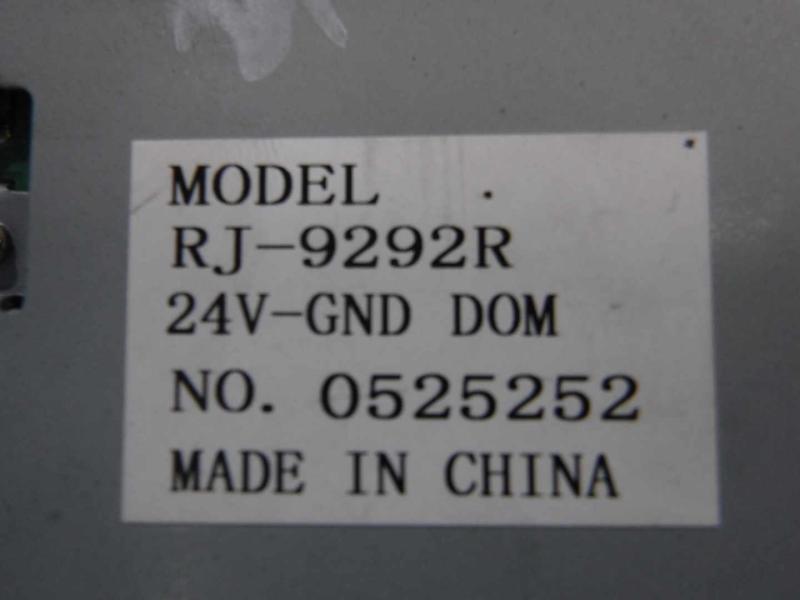 MODEL
RJ-9292R
24V-GND DOM
NO. 0525252
MADE IN CHINA